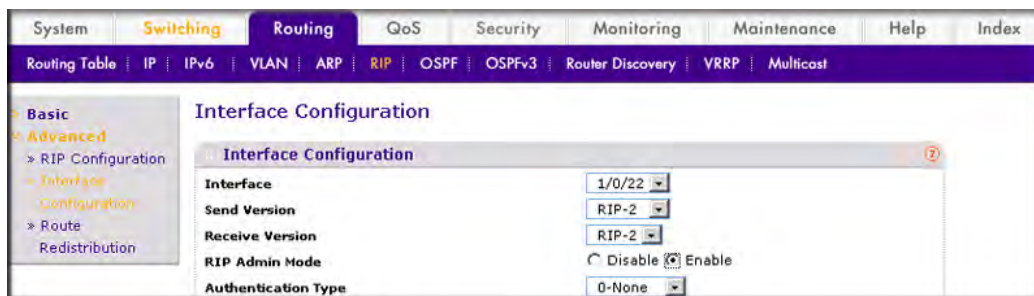 System Switching Routing QoS Security Monitoring Maintenance Help Index
Routing Table IP IPv6 VLAN ARP RIP OSPF OSPFv3 Router Discovery VRRP Multicast
Basic
Advanced
» RIP Configuration
» Interface
Configuration
» Route
Redistribution
Interface Configuration
Interface Configuration ?
Interface 1/0/22
Send Version RIP-2
Receive Version RIP-2
RIP Admin Mode Disable Enable
Authentication Type 0-None